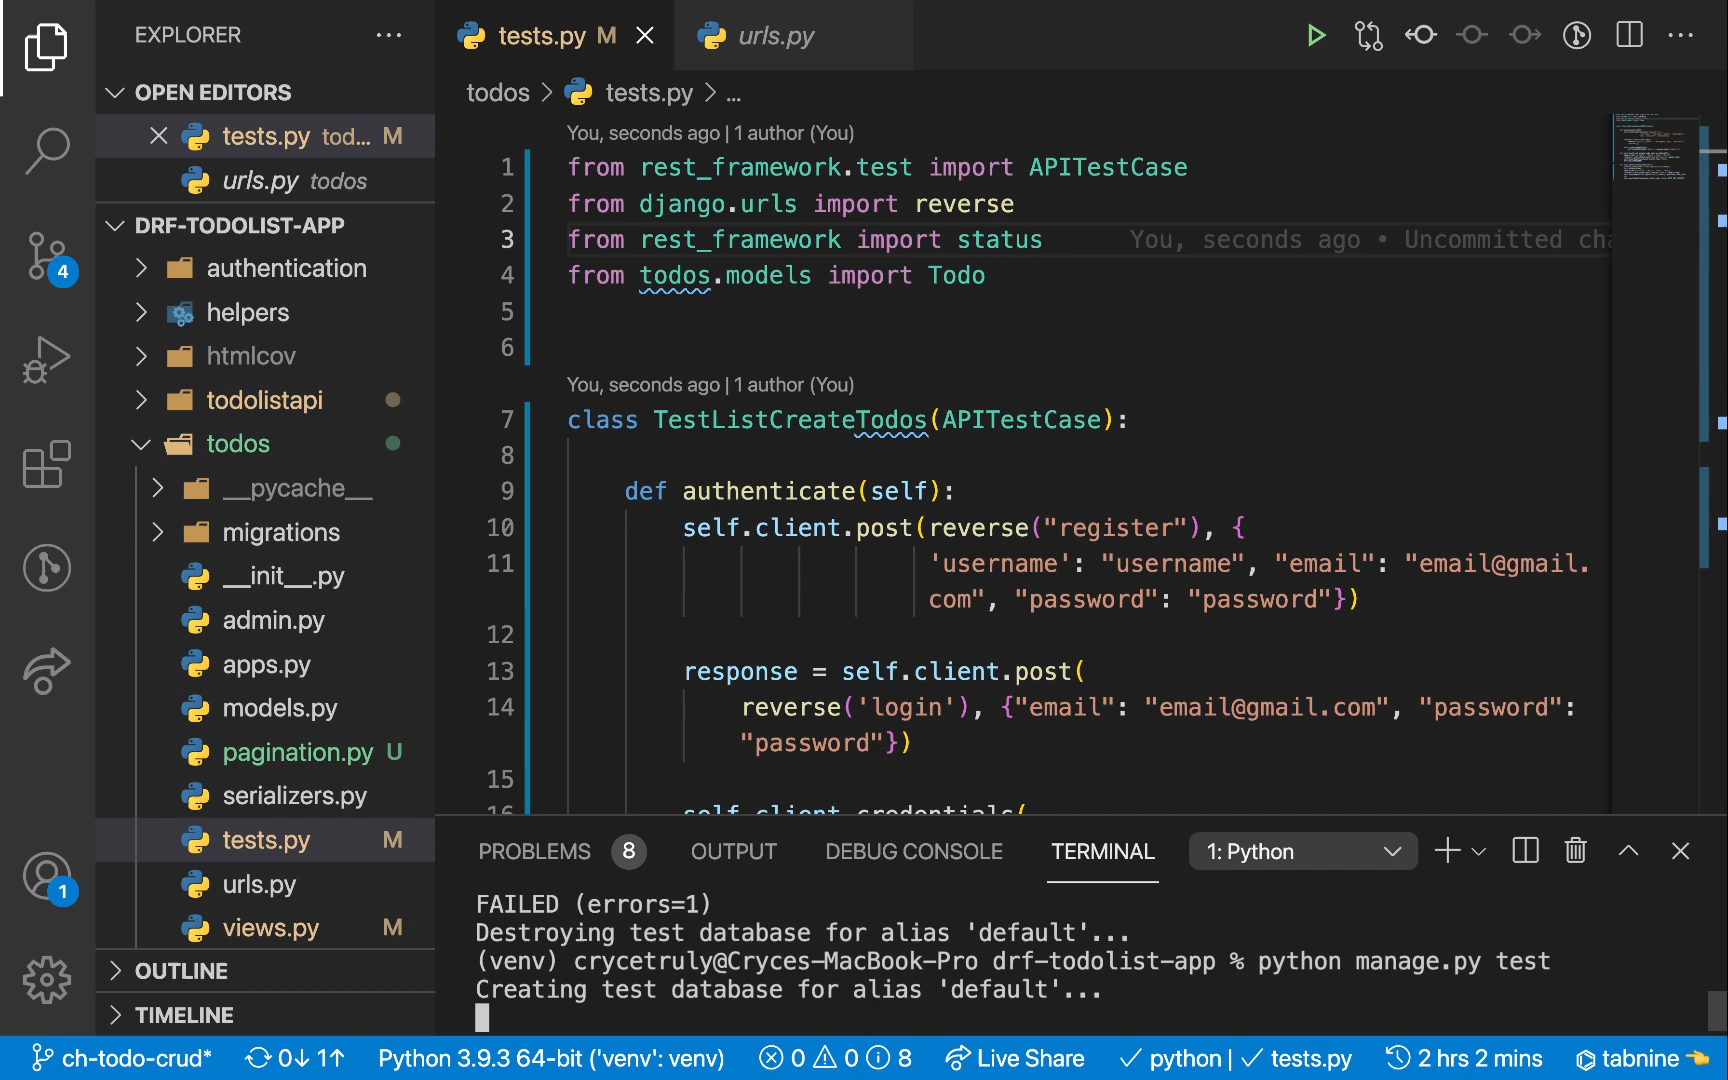 EXPLORER
OPEN EDITORS
tests.py tod... M
urls.py todos
DRF-TODOLIST-APP
authentication
helpers
htmlcov
todolistapi
todos
__pycache__
migrations
__init__.py
admin.py
apps.py
models.py
pagination.py U
serializers.py
tests.py M
urls.py
views.py M
OUTLINE
TIMELINE
4
1
tests.py M
urls.py
todos > tests.py > ...
You, seconds ago | 1 author (You)
1 from rest_framework.test import APITestCase
2 from django.urls import reverse
3 from rest_framework import status You, seconds ago • Uncommitted cha
4 from todos.models import Todo
5
6
You, seconds ago | 1 author (You)
7 class TestListCreateTodos(APITestCase):
8
9 def authenticate(self):
10 self.client.post(reverse("register"), {
11 'username': "username", "email": "email@gmail.
com", "password": "password"})
12
13 response = self.client.post(
14 reverse('login'), {"email": "email@gmail.com", "password":
"password"})
15
16 self.client.credentials(
PROBLEMS 8 OUTPUT DEBUG CONSOLE TERMINAL 1: Python
FAILED (errors=1)
Destroying test database for alias 'default'...
(venv) crycetruly@Cryces-MacBook-Pro drf-todolist-app % python manage.py test
Creating test database for alias 'default'...
ch-todo-crud* 0↓ 1↑ Python 3.9.3 64-bit ('venv': venv) 0 0 8 Live Share ✓ python | ✓ tests.py 2 hrs 2 mins tabnine